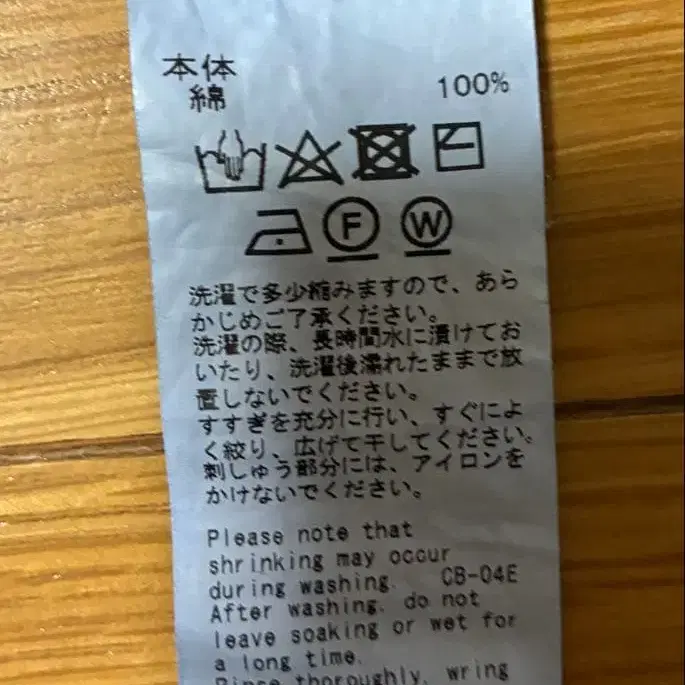 本体
綿 100%
F W
洗濯で多少縮みますので、あら
かじめご了承ください。
洗濯の際、長時間水に漬けてお
いたり、洗濯後濡れたままで放
置しないでください。
すすぎを充分に行い、すぐによ
く絞り、広げて干してください。
刺しゅう部分には、アイロンを
かけないでください。
Please note that
shrinking may occur
during washing. CB-04E
After washing, do not
leave soaking or wet for
a long time.
Rinse thoroughly, wring